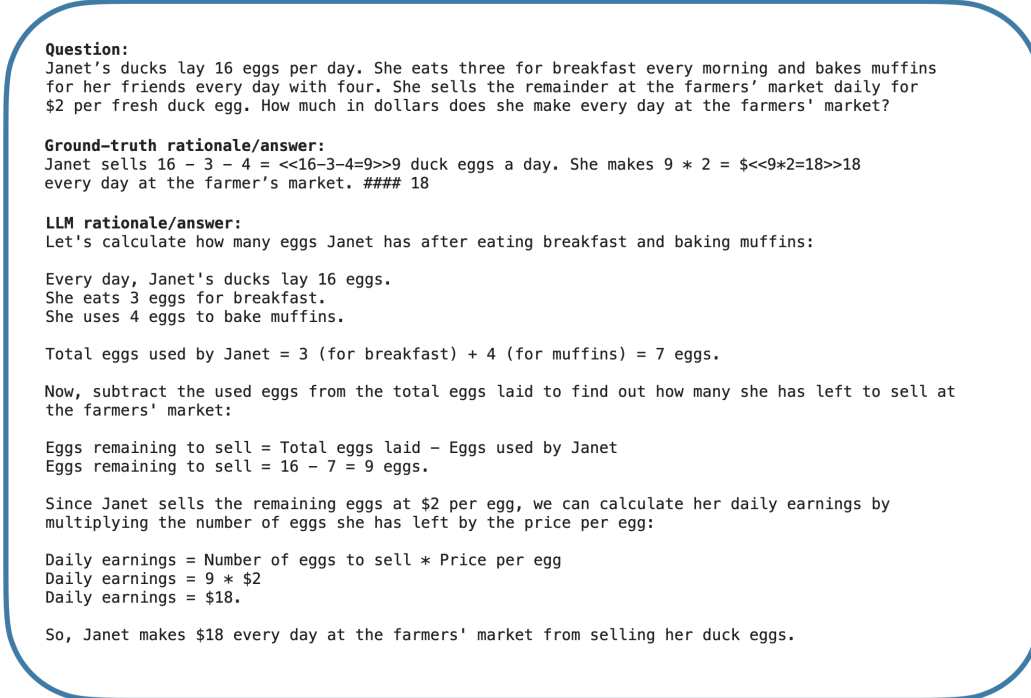 Question:
Janet’s ducks lay 16 eggs per day. She eats three for breakfast every morning and bakes muffins
for her friends every day with four. She sells the remainder at the farmers’ market daily for
$2 per fresh duck egg. How much in dollars does she make every day at the farmers' market?
Ground–truth rationale/answer:
Janet sells 16 – 3 – 4 = <<16–3–4=9>>9 duck eggs a day. She makes 9 * 2 = $<<9*2=18>>18
every day at the farmer’s market. #### 18
LLM rationale/answer:
Let's calculate how many eggs Janet has after eating breakfast and baking muffins:
Every day, Janet's ducks lay 16 eggs.
She eats 3 eggs for breakfast.
She uses 4 eggs to bake muffins.
Total eggs used by Janet = 3 (for breakfast) + 4 (for muffins) = 7 eggs.
Now, subtract the used eggs from the total eggs laid to find out how many she has left to sell at
the farmers' market:
Eggs remaining to sell = Total eggs laid – Eggs used by Janet
Eggs remaining to sell = 16 – 7 = 9 eggs.
Since Janet sells the remaining eggs at $2 per egg, we can calculate her daily earnings by
multiplying the number of eggs she has left by the price per egg:
Daily earnings = Number of eggs to sell * Price per egg
Daily earnings = 9 * $2
Daily earnings = $18.
So, Janet makes $18 every day at the farmers' market from selling her duck eggs.